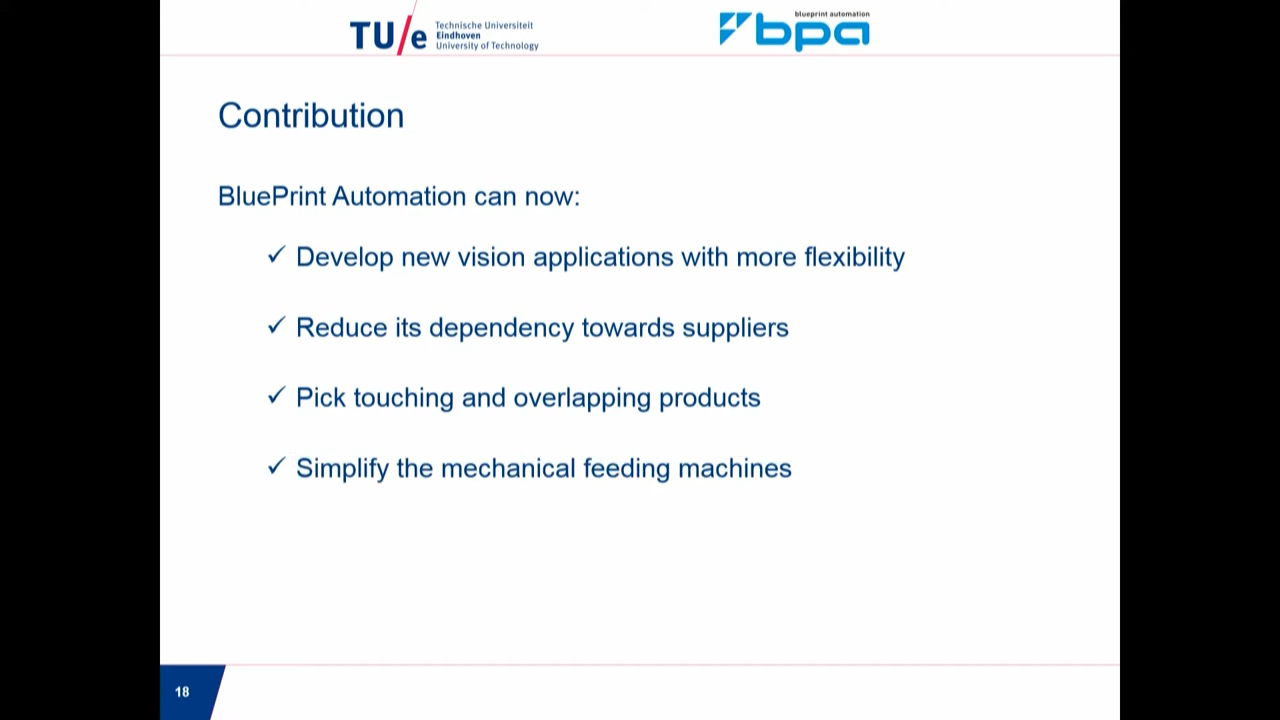 TU/e
Technische Universiteit
Eindhoven
University of Technology
blueprint automation
bpa
Contribution
BluePrint Automation can now:
✓ Develop new vision applications with more flexibility
✓ Reduce its dependency towards suppliers
✓ Pick touching and overlapping products
✓ Simplify the mechanical feeding machines
18